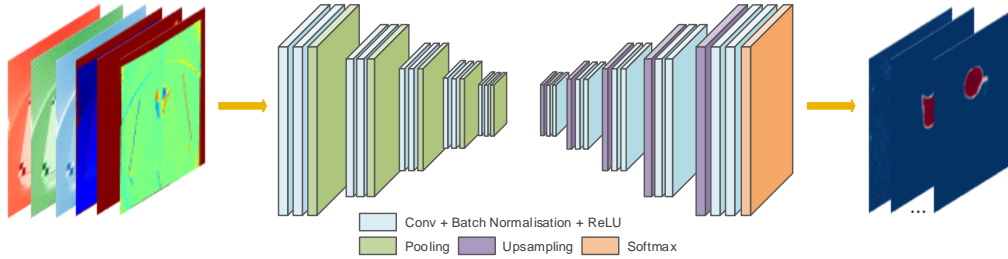 ...
Conv + Batch Normalisation + ReLU
Pooling
Upsampling
Softmax